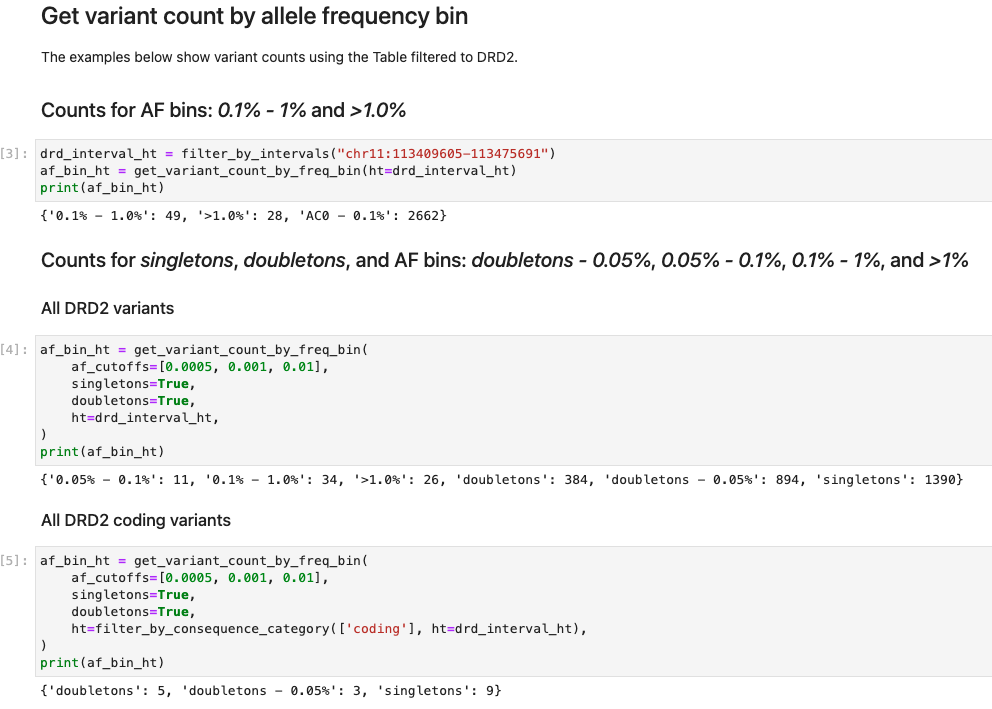 Get variant count by allele frequency bin
The examples below show variant counts using the Table filtered to DRD2.
Counts for AF bins: 0.1% - 1% and >1.0%
[3]: drd_interval_ht = filter_by_intervals("chr11:113409605-113475691")
af_bin_ht = get_variant_count_by_freq_bin(ht=drd_interval_ht)
print(af_bin_ht)
{'0.1% - 1.0%': 49, '>1.0%': 28, 'AC0 - 0.1%': 2662}
Counts for singletons, doubletons, and AF bins: doubletons - 0.05%, 0.05% - 0.1%, 0.1% - 1%, and >1%
All DRD2 variants
[4]: af_bin_ht = get_variant_count_by_freq_bin(
    af_cutoffs=[0.0005, 0.001, 0.01],
    singletons=True,
    doubletons=True,
    ht=drd_interval_ht,
)
print(af_bin_ht)
{'0.05% - 0.1%': 11, '0.1% - 1.0%': 34, '>1.0%': 26, 'doubletons': 384, 'doubletons - 0.05%': 894, 'singletons': 1390}
All DRD2 coding variants
[5]: af_bin_ht = get_variant_count_by_freq_bin(
    af_cutoffs=[0.0005, 0.001, 0.01],
    singletons=True,
    doubletons=True,
    ht=filter_by_consequence_category(['coding'], ht=drd_interval_ht),
)
print(af_bin_ht)
{'doubletons': 5, 'doubletons - 0.05%': 3, 'singletons': 9}